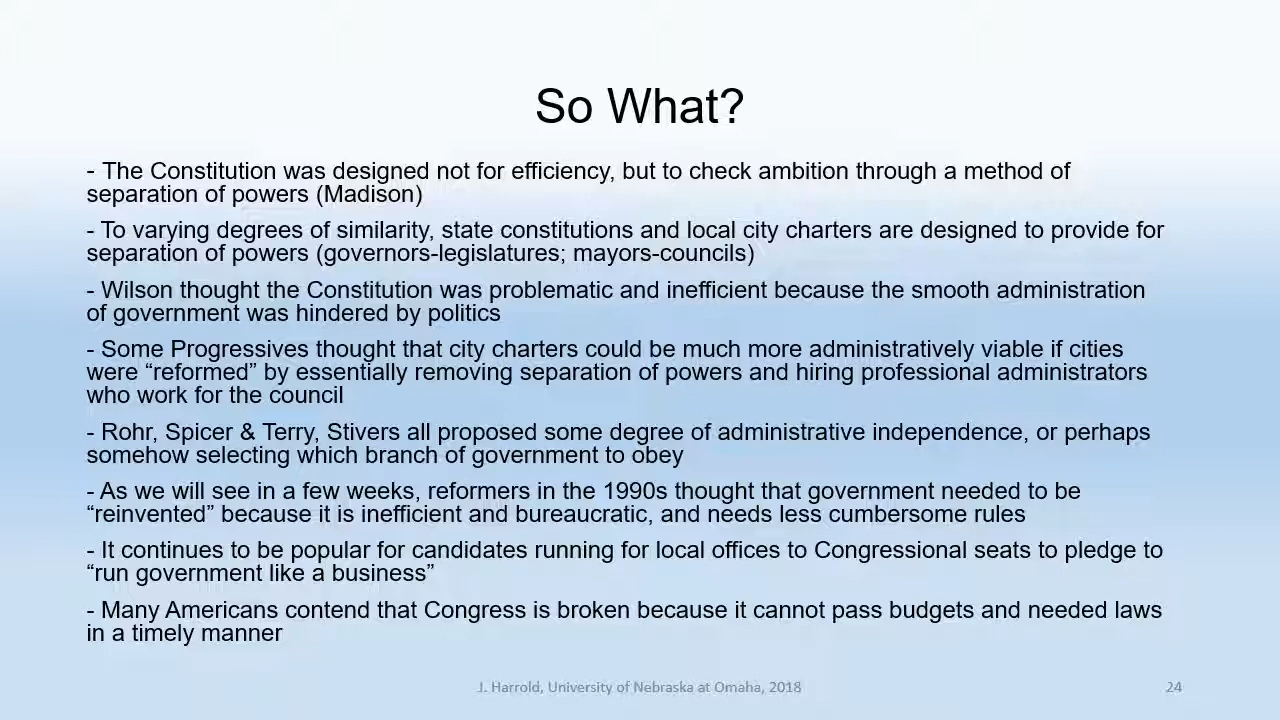 So What?
- The Constitution was designed not for efficiency, but to check ambition through a method of
separation of powers (Madison)
- To varying degrees of similarity, state constitutions and local city charters are designed to provide for
separation of powers (governors-legislatures; mayors-councils)
- Wilson thought the Constitution was problematic and inefficient because the smooth administration
of government was hindered by politics
- Some Progressives thought that city charters could be much more administratively viable if cities
were “reformed” by essentially removing separation of powers and hiring professional administrators
who work for the council
- Rohr, Spicer & Terry, Stivers all proposed some degree of administrative independence, or perhaps
somehow selecting which branch of government to obey
- As we will see in a few weeks, reformers in the 1990s thought that government needed to be
“reinvented” because it is inefficient and bureaucratic, and needs less cumbersome rules
- It continues to be popular for candidates running for local offices to Congressional seats to pledge to
“run government like a business”
- Many Americans contend that Congress is broken because it cannot pass budgets and needed laws
in a timely manner
J. Harrold, University of Nebraska at Omaha, 2018
24